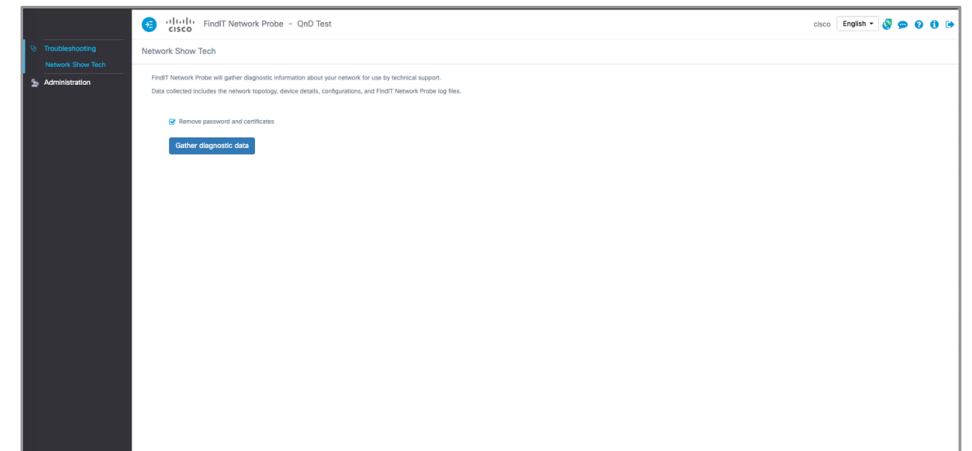 cisco FindIT Network Probe - QnD Test
cisco English
Troubleshooting
Network Show Tech
Administration
Network Show Tech
FindIT Network Probe will gather diagnostic information about your network for use by technical support.
Data collected includes the network topology, device details, configurations, and FindIT Network Probe log files.
Remove password and certificates
Gather diagnostic data